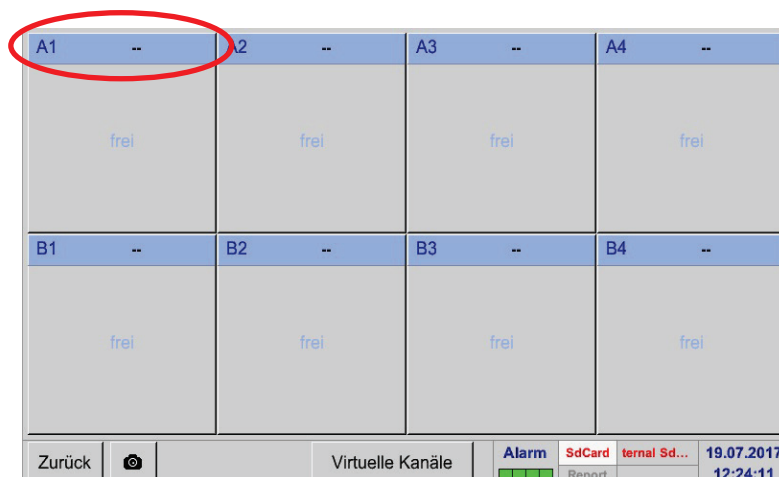 A1 -- A2 -- A3 -- A4 --
frei frei frei frei
B1 -- B2 -- B3 -- B4 --
frei frei frei frei
Zurück Virtuelle Kanäle Alarm SdCard ternal Sd... 19.07.2017
Report 12:24:11